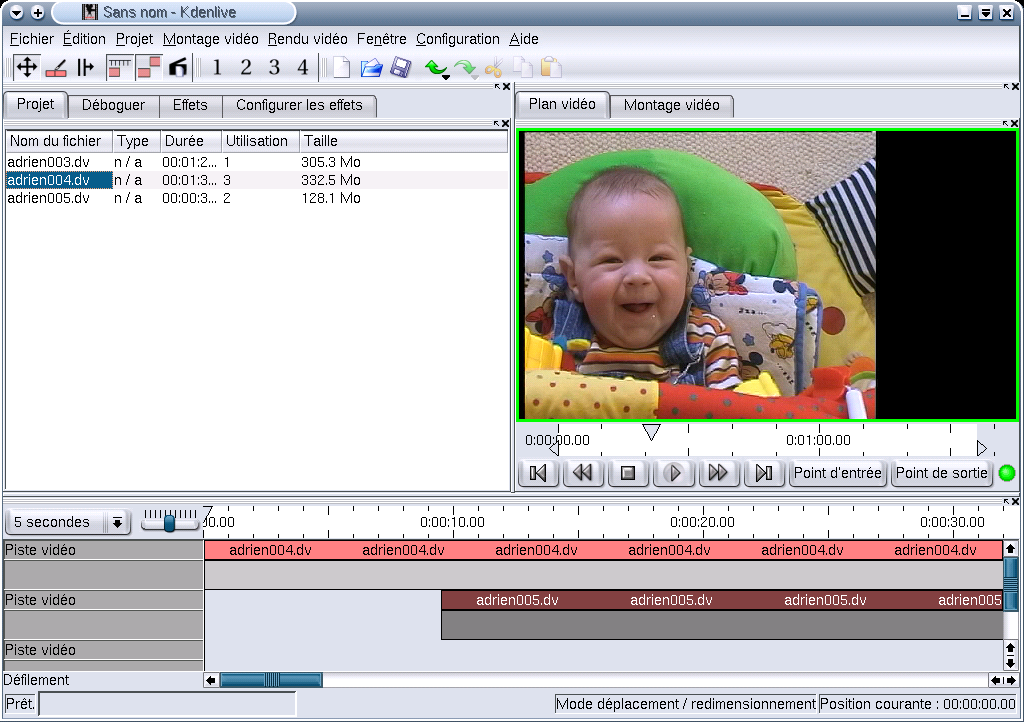 Sans nom - Kdenlive
Fichier Édition Projet Montage vidéo Rendu vidéo Fenêtre Configuration Aide
1 2 3 4
Projet Déboguer Effets Configurer les effets
Plan vidéo Montage vidéo
Nom du fichier Type Durée Utilisation Taille
adrien003.dv n / a 00:01:2... 1 305.3 Mo
adrien004.dv n / a 00:01:3... 3 332.5 Mo
adrien005.dv n / a 00:00:3... 2 128.1 Mo
0:00:00.00 0:01:00.00
Point d'entrée Point de sortie
5 secondes
0:00:10.00 0:00:20.00 0:00:30.00
Piste vidéo adrien004.dv adrien004.dv adrien004.dv adrien004.dv adrien004.dv adrien004.dv
Piste vidéo adrien005.dv adrien005.dv adrien005.dv adrien005
Piste vidéo
Défilement
Prêt. Mode déplacement / redimensionnement Position courante : 00:00:00.00